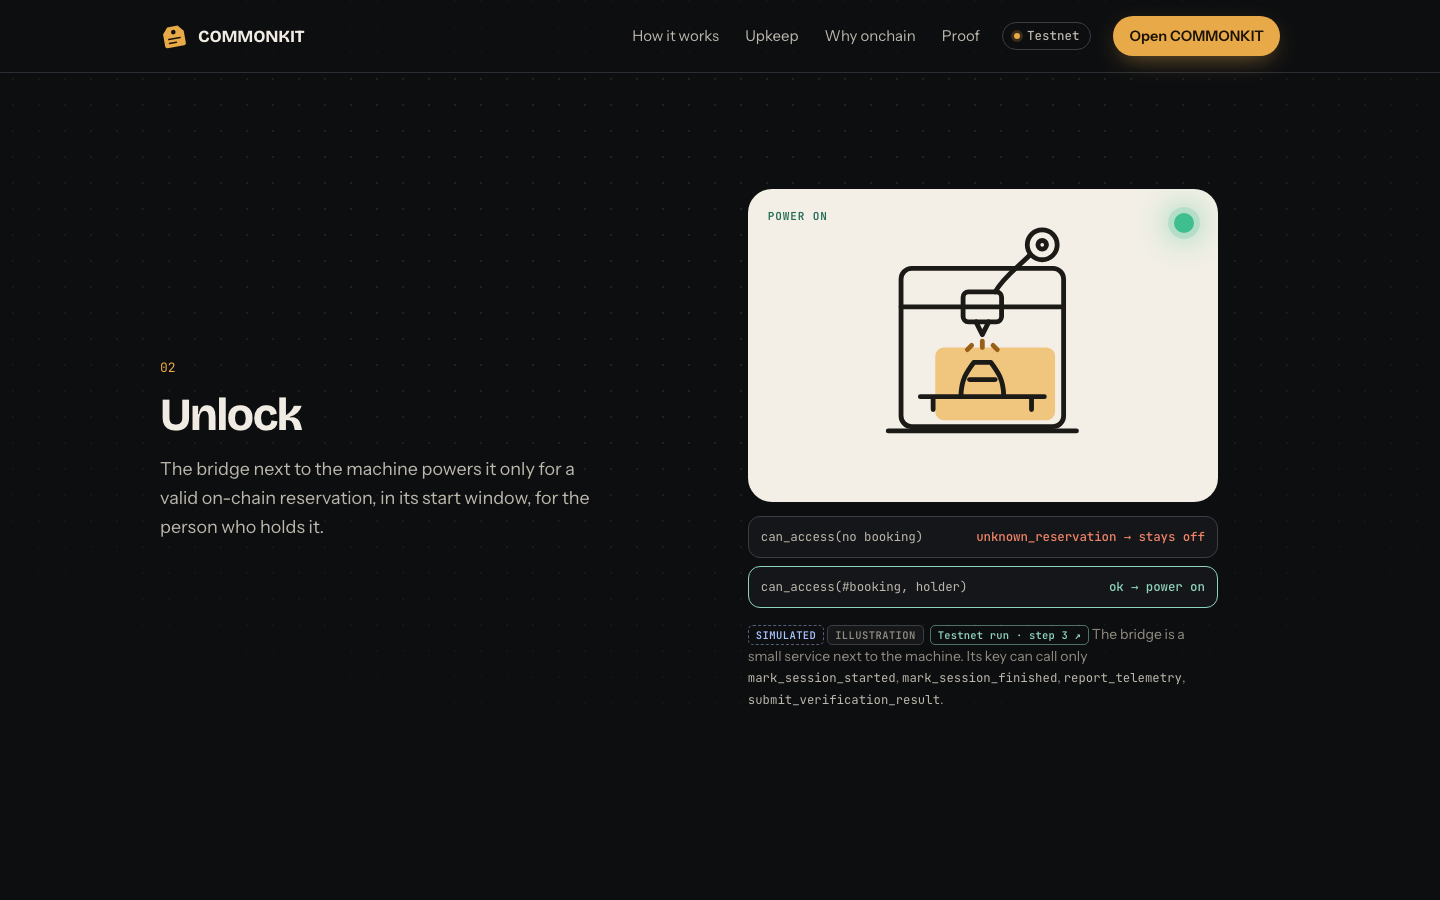 COMMONKIT
How it works
Upkeep
Why onchain
Proof
Testnet
Open COMMONKIT
02
Unlock
The bridge next to the machine powers it only for a
valid on-chain reservation, in its start window, for the
person who holds it.
POWER ON
can_access(no booking) unknown_reservation → stays off
can_access(#booking, holder) ok → power on
SIMULATED ILLUSTRATION Testnet run · step 3 ↗ The bridge is a
small service next to the machine. Its key can call only
mark_session_started, mark_session_finished, report_telemetry,
submit_verification_result.